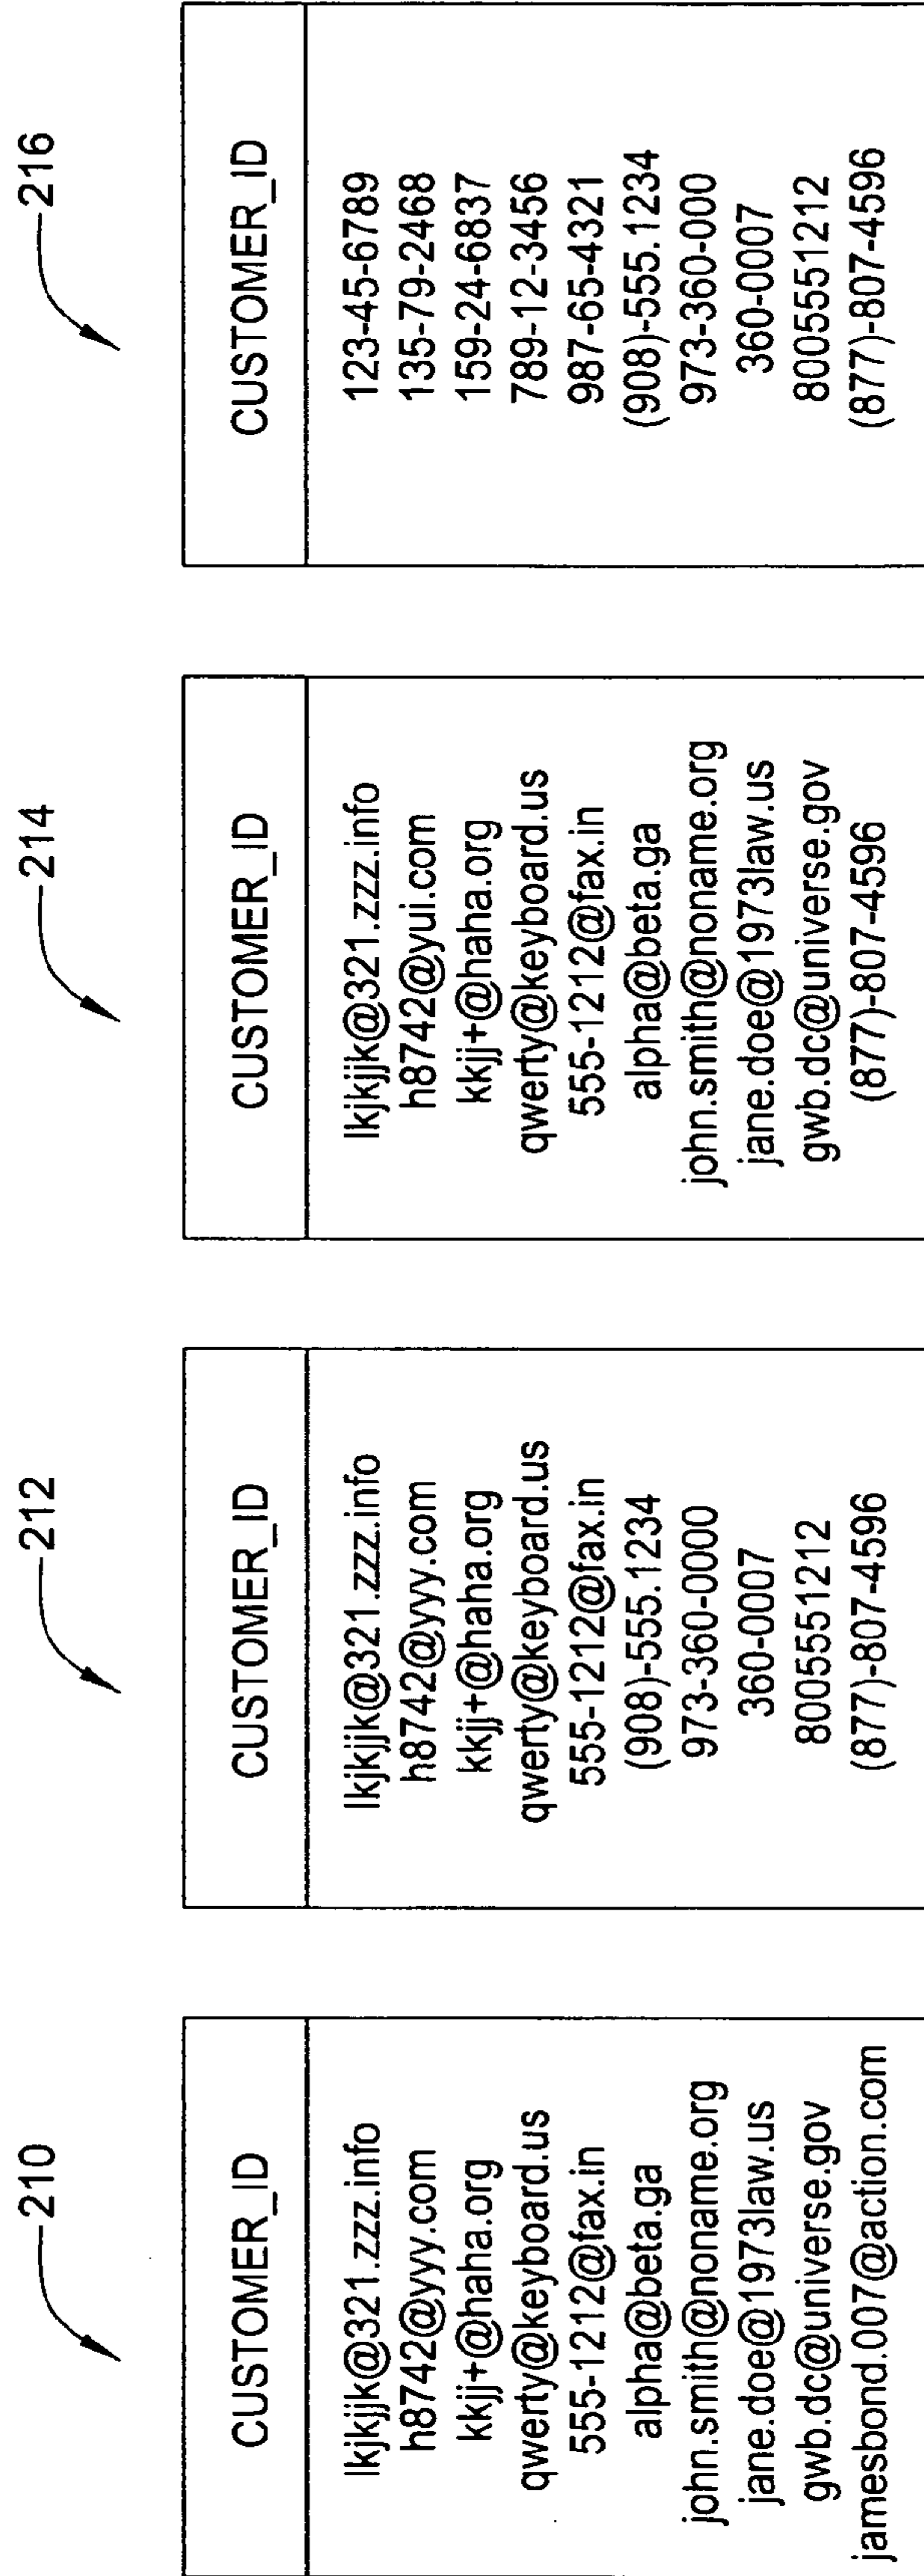 210
CUSTOMER_ID
lkjkjjk@321.zzz.info
h8742@yyy.com
kkjj+@haha.org
qwerty@keyboard.us
555-1212@fax.in
alpha@beta.ga
john.smith@noname.org
jane.doe@1973law.us
gwb.dc@universe.gov
jamesbond.007@action.com
212
CUSTOMER_ID
lkjkjjk@321.zzz.info
h8742@yyy.com
kkjj+@haha.org
qwerty@keyboard.us
555-1212@fax.in
(908)-555.1234
973-360-0000
360-0007
8005551212
(877)-807-4596
214
CUSTOMER_ID
lkjkjjk@321.zzz.info
h8742@yui.com
kkjj+@haha.org
qwerty@keyboard.us
555-1212@fax.in
alpha@beta.ga
john.smith@noname.org
jane.doe@1973law.us
gwb.dc@universe.gov
(877)-807-4596
216
CUSTOMER_ID
123-45-6789
135-79-2468
159-24-6837
789-12-3456
987-65-4321
(908)-555.1234
973-360-000
360-0007
8005551212
(877)-807-4596